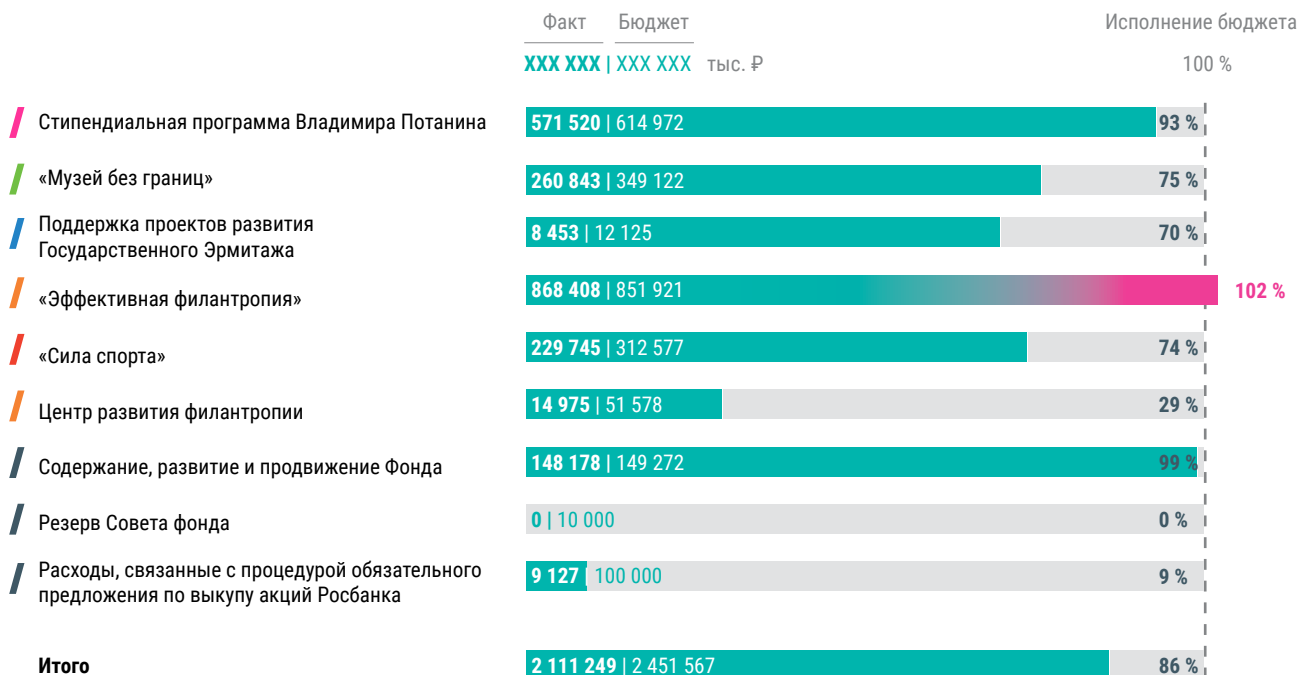 Факт Бюджет Исполнение бюджета
XXX XXX | XXX XXX тыс. ₽ 100 %
Стипендиальная программа Владимира Потанина 571 520 | 614 972 93 %
«Музей без границ» 260 843 | 349 122 75 %
Поддержка проектов развития
Государственного Эрмитажа 8 453 | 12 125 70 %
«Эффективная филантропия» 868 408 | 851 921 102 %
«Сила спорта» 229 745 | 312 577 74 %
Центр развития филантропии 14 975 | 51 578 29 %
Содержание, развитие и продвижение Фонда 148 178 | 149 272 99 %
Резерв Совета фонда 0 | 10 000 0 %
Расходы, связанные с процедурой обязательного
предложения по выкупу акций Росбанка 9 127 | 100 000 9 %
Итого 2 111 249 | 2 451 567 86 %